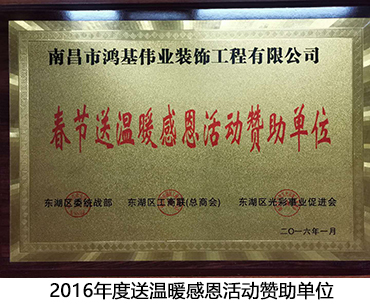 南昌市鸿基伟业装饰工程有限公司
春节送温暖感恩活动赞助单位
东湖区委统战部 东湖区工商联(总商会) 东湖区光彩事业促进会
二〇一六年一月
2016年度送温暖感恩活动赞助单位